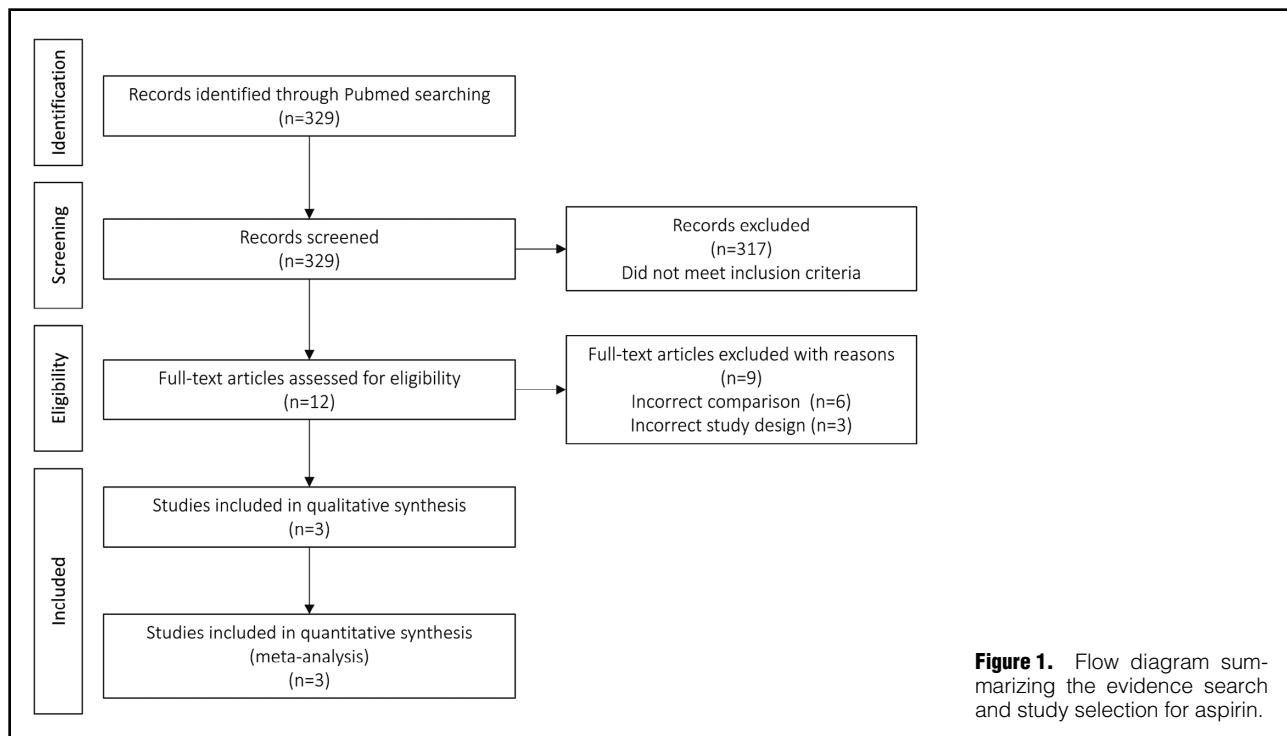 Identification
Records identified through Pubmed searching
(n=329)
Screening
Records screened
(n=329)
Records excluded
(n=317)
Did not meet inclusion criteria
Eligibility
Full-text articles assessed for eligibility
(n=12)
Full-text articles excluded with reasons
(n=9)
Incorrect comparison (n=6)
Incorrect study design (n=3)
Included
Studies included in qualitative synthesis
(n=3)
Studies included in quantitative synthesis
(meta-analysis)
(n=3)
Figure 1. Flow diagram sum-
marizing the evidence search
and study selection for aspirin.